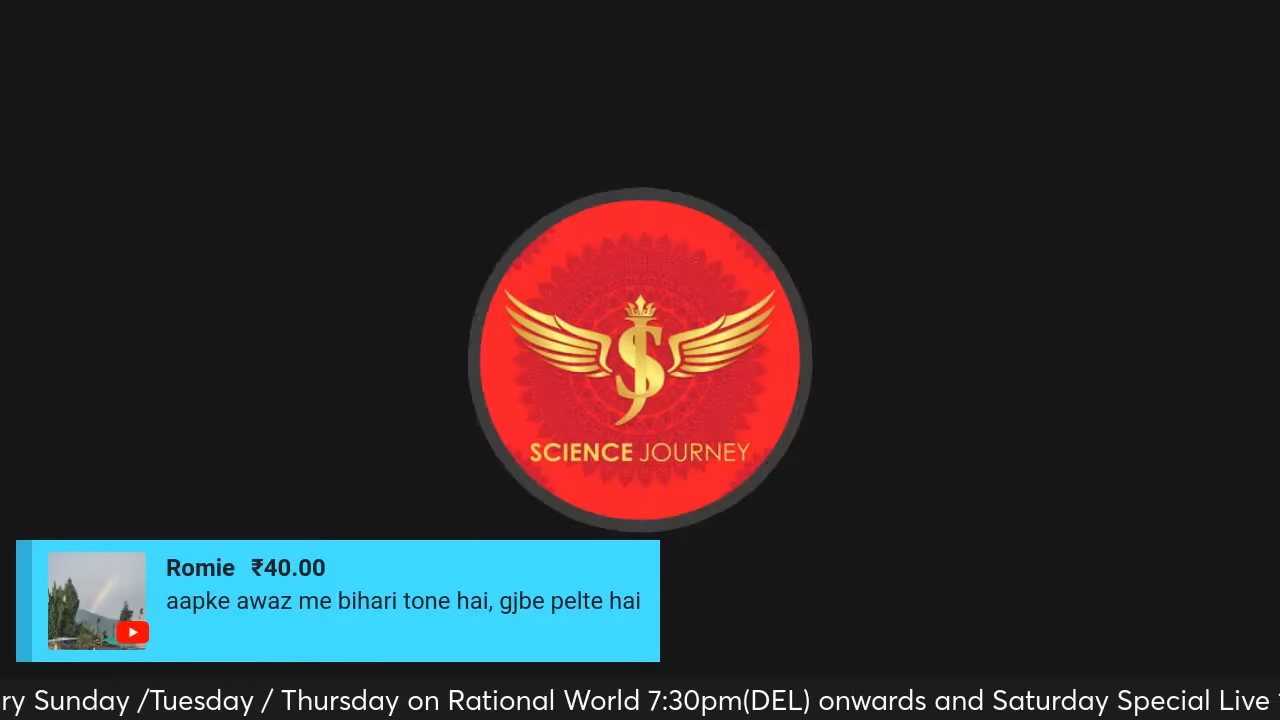 SJ
SCIENCE JOURNEY
Romie ₹40.00
aapke awaz me bihari tone hai, gjbe pelte hai
ry Sunday /Tuesday / Thursday on Rational World 7:30pm(DEL) onwards and Saturday Special Live